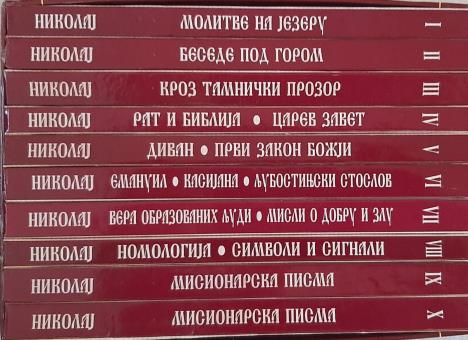 НИКОЛАЈ МОЛИТВЕ НА ЈЕЗЕРУ I
НИКОЛАЈ БЕСЕДЕ ПОД ГОРОМ II
НИКОЛАЈ КРОЗ ТАМНИЧКИ ПРОЗОР III
НИКОЛАЈ РАТ И БИБЛИЈА • ЦАРЕВ ЗАВЕТ IV
НИКОЛАЈ ДИВАН • ПРВИ ЗАКОН БОЖЈИ V
НИКОЛАЈ ЕМАНУИЛ • КАСИЈАНА • ЉУБОСТИЊСКИ СТОСЛОВ VI
НИКОЛАЈ ВЕРА ОБРАЗОВАНИХ ЉУДИ • МИСЛИ О ДОБРУ И ЗЛУ VII
НИКОЛАЈ НОМОЛОГИЈА • СИМВОЛИ И СИГНАЛИ VIII
НИКОЛАЈ МИСИОНАРСКА ПИСМА IX
НИКОЛАЈ МИСИОНАРСКА ПИСМА X